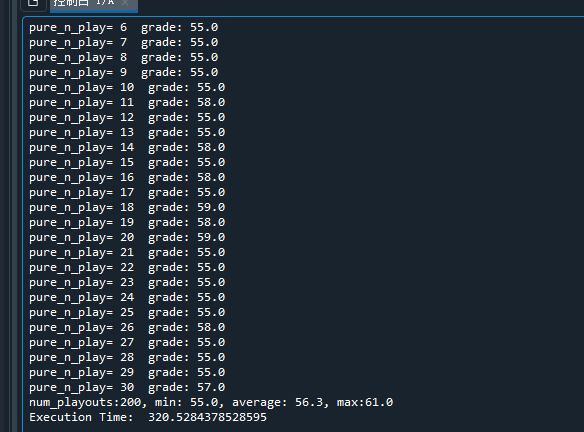 控制台 1/A
pure_n_play= 6  grade: 55.0
pure_n_play= 7  grade: 55.0
pure_n_play= 8  grade: 55.0
pure_n_play= 9  grade: 55.0
pure_n_play= 10  grade: 55.0
pure_n_play= 11  grade: 58.0
pure_n_play= 12  grade: 55.0
pure_n_play= 13  grade: 55.0
pure_n_play= 14  grade: 58.0
pure_n_play= 15  grade: 55.0
pure_n_play= 16  grade: 58.0
pure_n_play= 17  grade: 55.0
pure_n_play= 18  grade: 59.0
pure_n_play= 19  grade: 58.0
pure_n_play= 20  grade: 59.0
pure_n_play= 21  grade: 55.0
pure_n_play= 22  grade: 55.0
pure_n_play= 23  grade: 55.0
pure_n_play= 24  grade: 55.0
pure_n_play= 25  grade: 55.0
pure_n_play= 26  grade: 58.0
pure_n_play= 27  grade: 55.0
pure_n_play= 28  grade: 55.0
pure_n_play= 29  grade: 55.0
pure_n_play= 30  grade: 57.0
num_playouts:200, min: 55.0, average: 56.3, max:61.0
Execution Time:  320.5284378528595